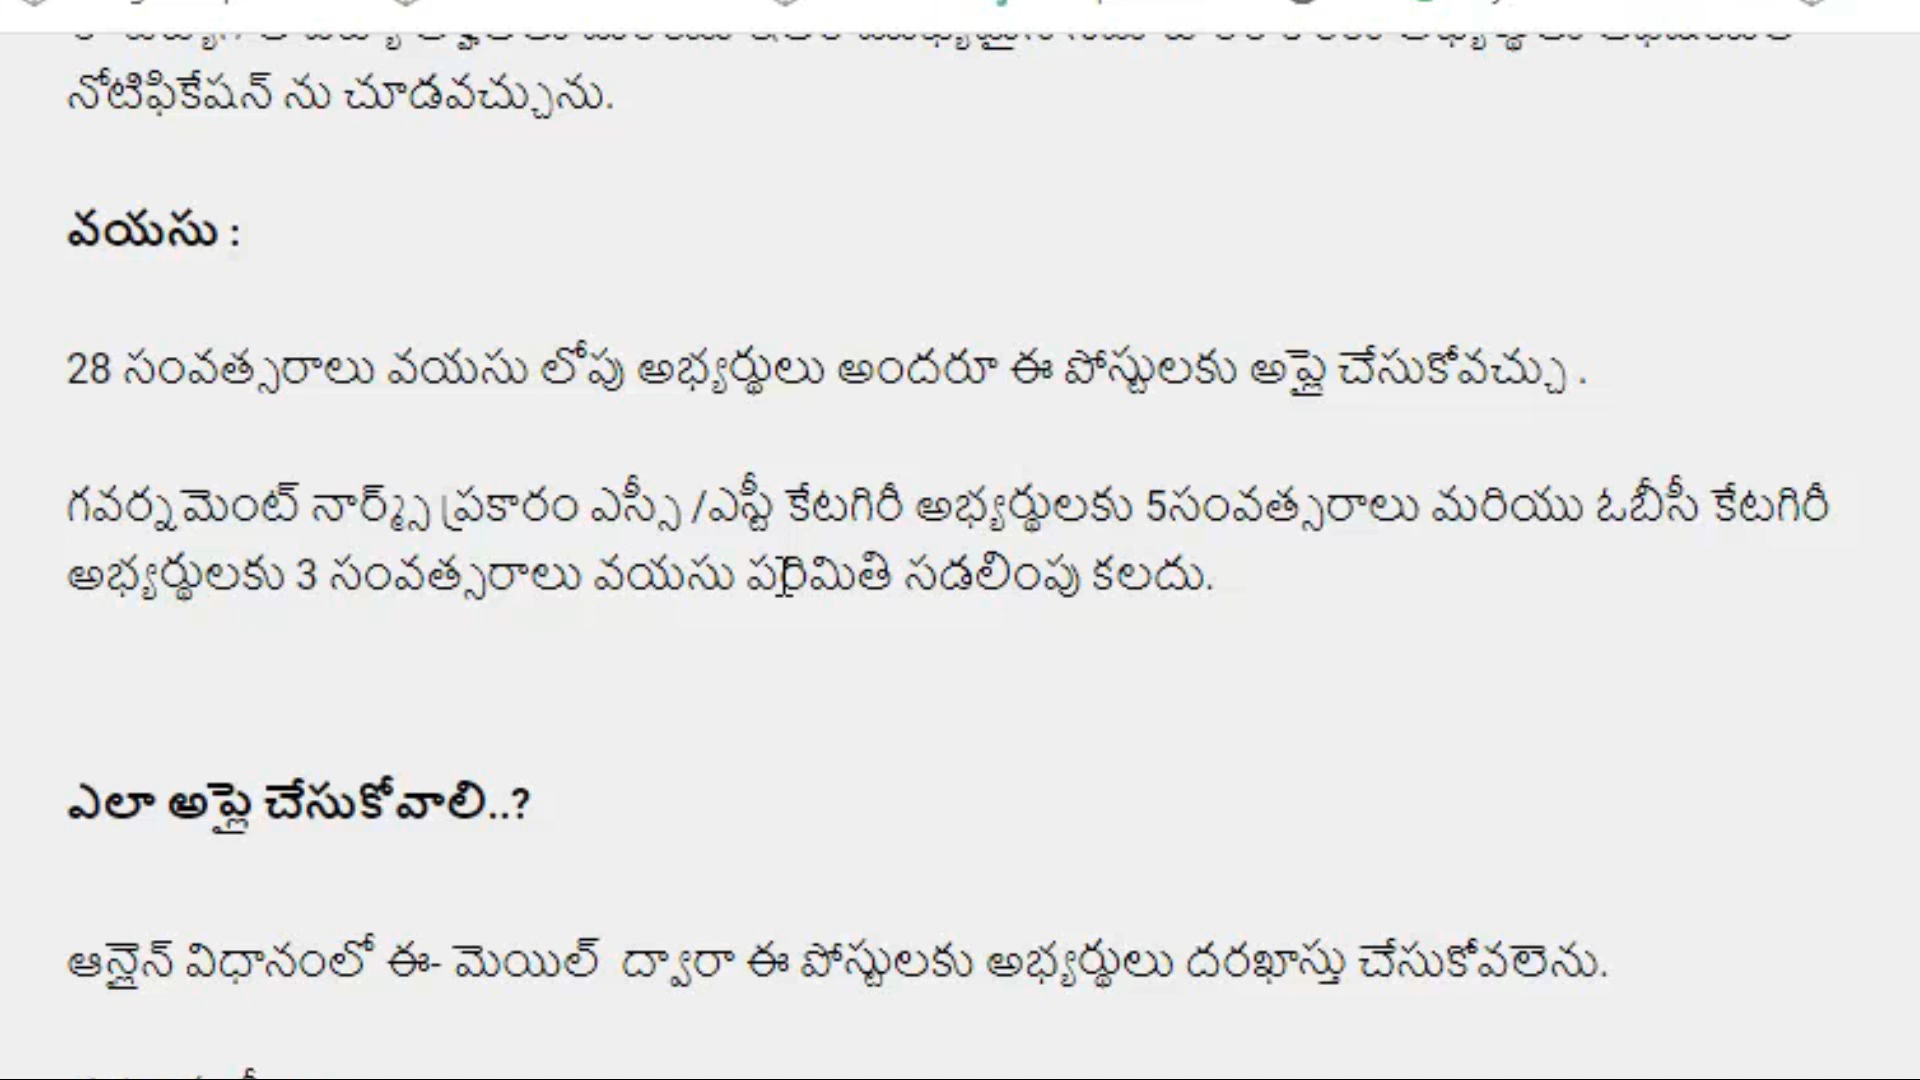 నోటిఫికేషన్ ను చూడవచ్చును.
వయసు :
28 సంవత్సరాలు వయసు లోపు అభ్యర్థులు అందరూ ఈ పోస్టులకు అప్లై చేసుకోవచ్చు .
గవర్నమెంట్ నార్మ్స్ ప్రకారం ఎస్సీ /ఎస్టీ కేటగిరీ అభ్యర్థులకు 5సంవత్సరాలు మరియు ఓబీసీ కేటగిరీ
అభ్యర్థులకు 3 సంవత్సరాలు వయసు పరిమితి సడలింపు కలదు.
ఎలా అప్లై చేసుకోవాలి..?
ఆన్లైన్ విధానంలో ఈ- మెయిల్ ద్వారా ఈ పోస్టులకు అభ్యర్థులు దరఖాస్తు చేసుకోవలెను.